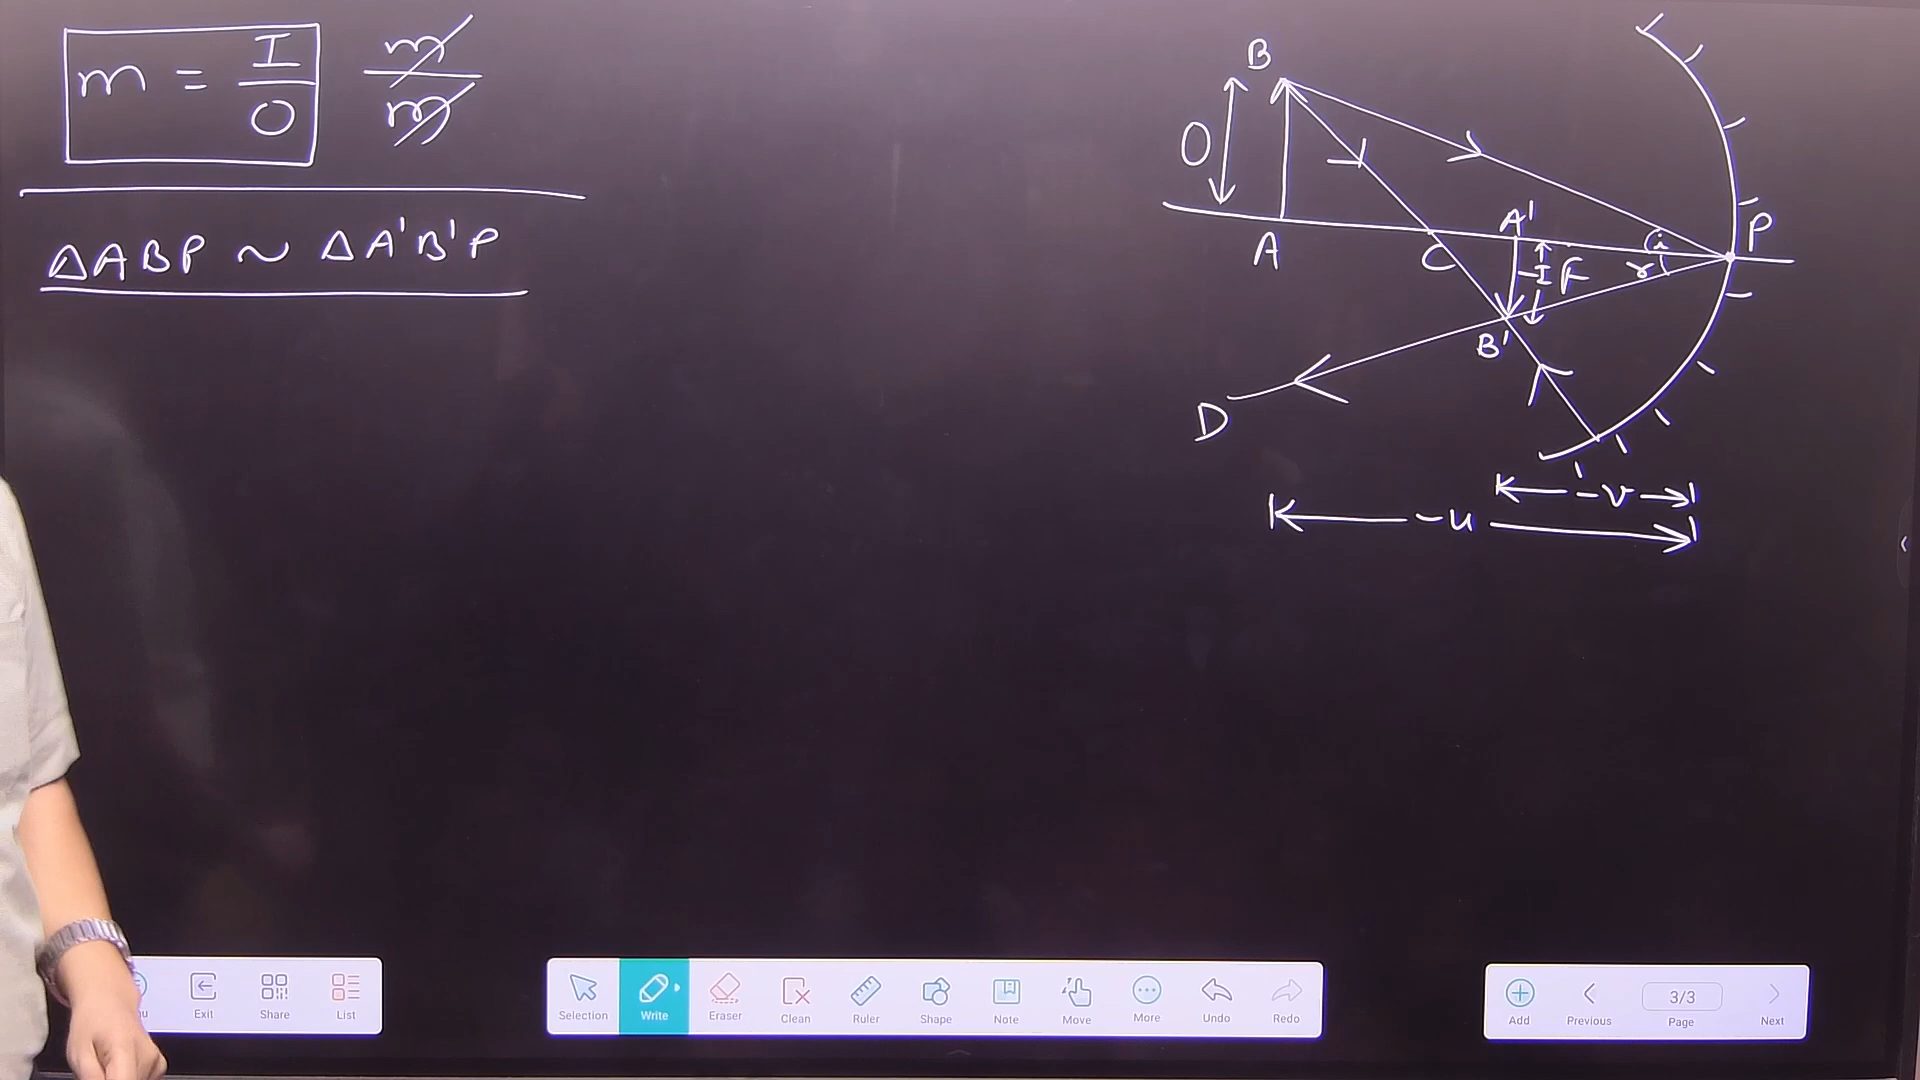 m = I/O m/m
ΔABP ~ ΔA'B'P
B
O
A
C
A'
-I
F
i
r
P
B'
D
-v
-u
Exit
Share
List
Selection
Write
Eraser
Clean
Ruler
Shape
Note
Move
More
Undo
Redo
Add
Previous
3/3
Page
Next